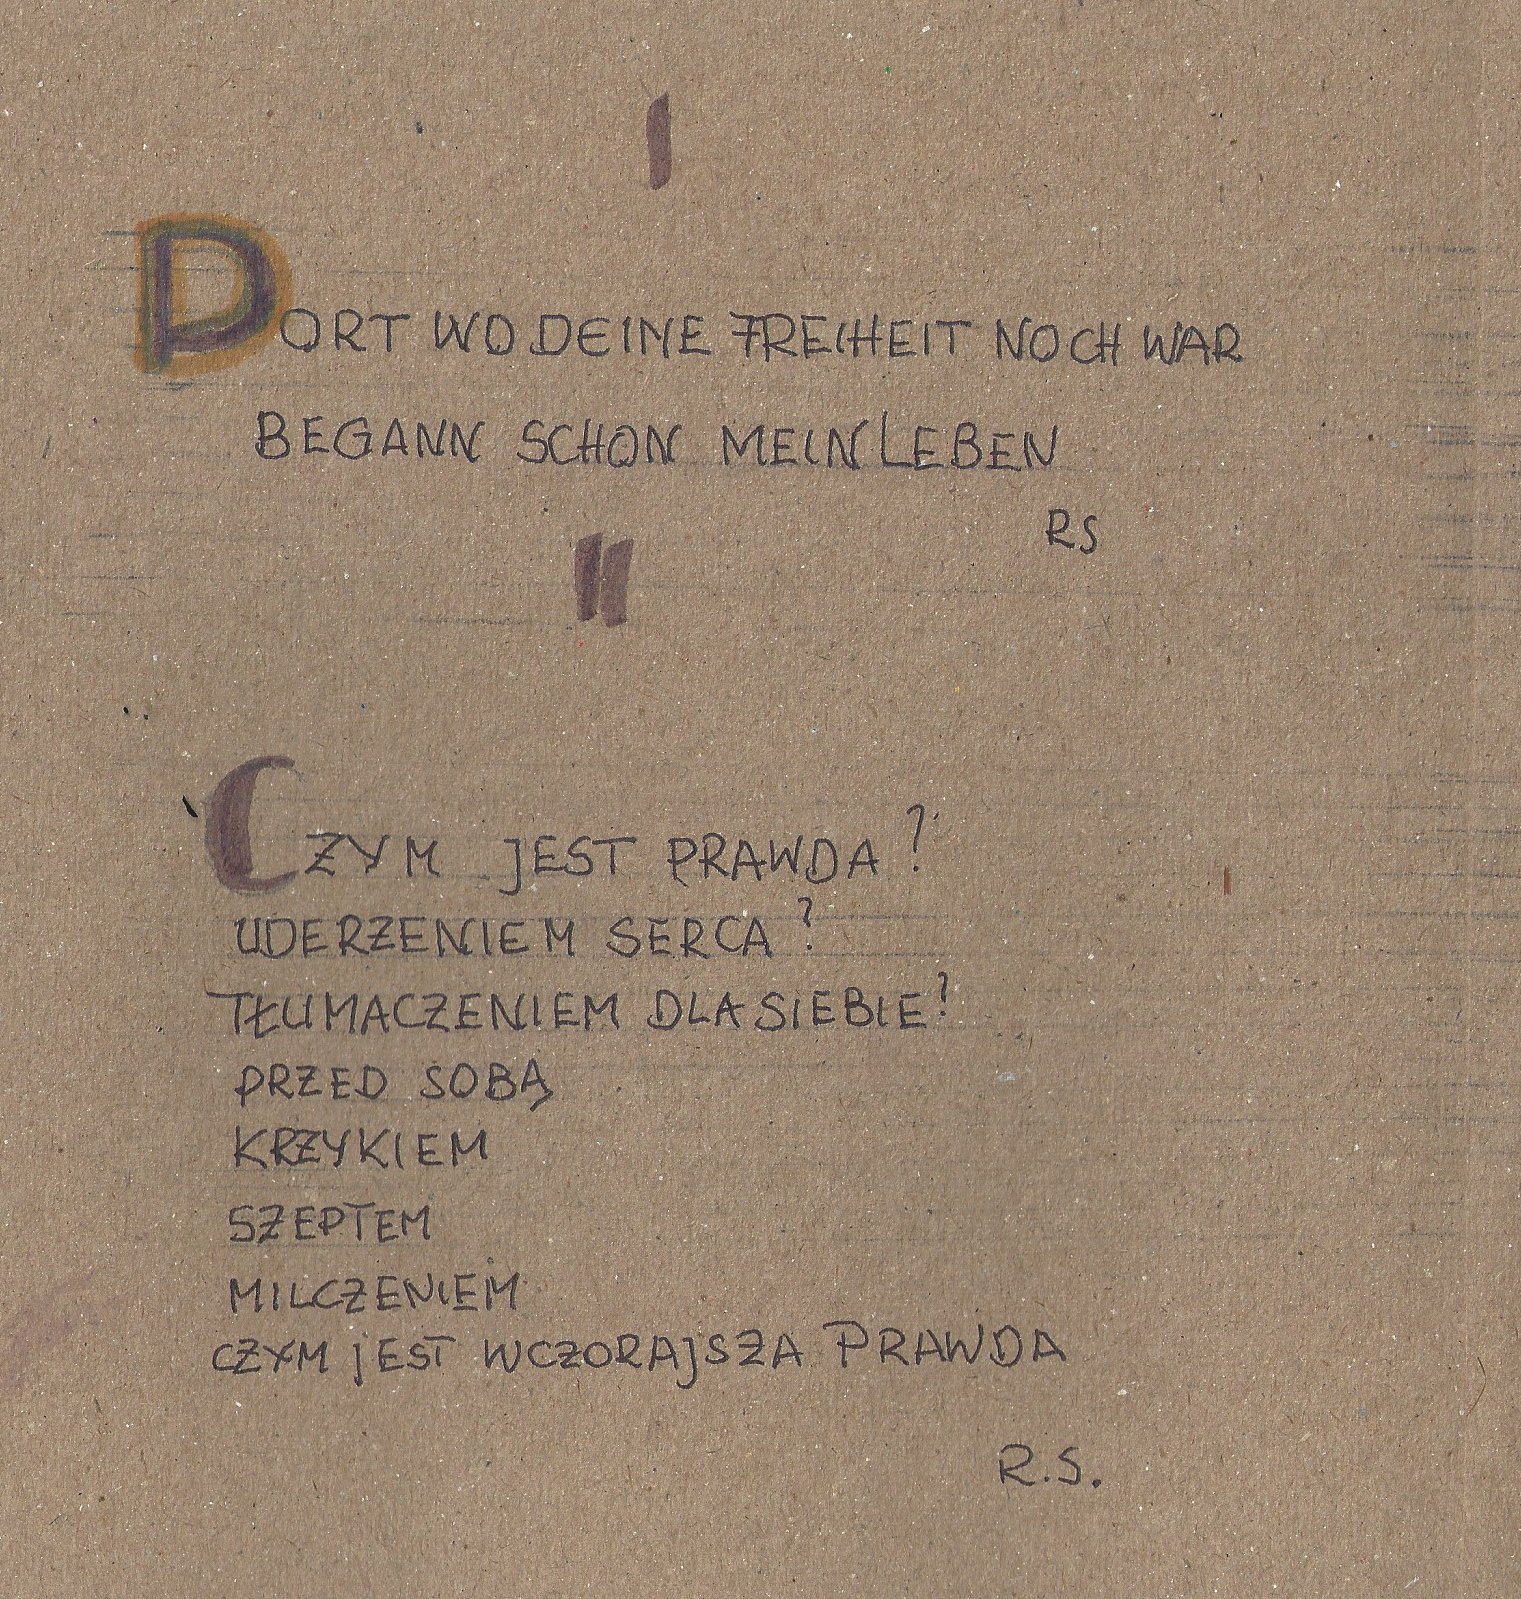 I
DORT WO DEINE FREIHEIT NOCH WAR
BEGANN SCHON MEIN LEBEN
RS
II
CZYM JEST PRAWDA?
UDERZENIEM SERCA?
TŁUMACZENIEM DLA SIEBIE?
PRZED SOBĄ
KRZYKIEM
SZEPTEM
MILCZENIEM
CZYM JEST WCZORAJSZA PRAWDA
R.S.